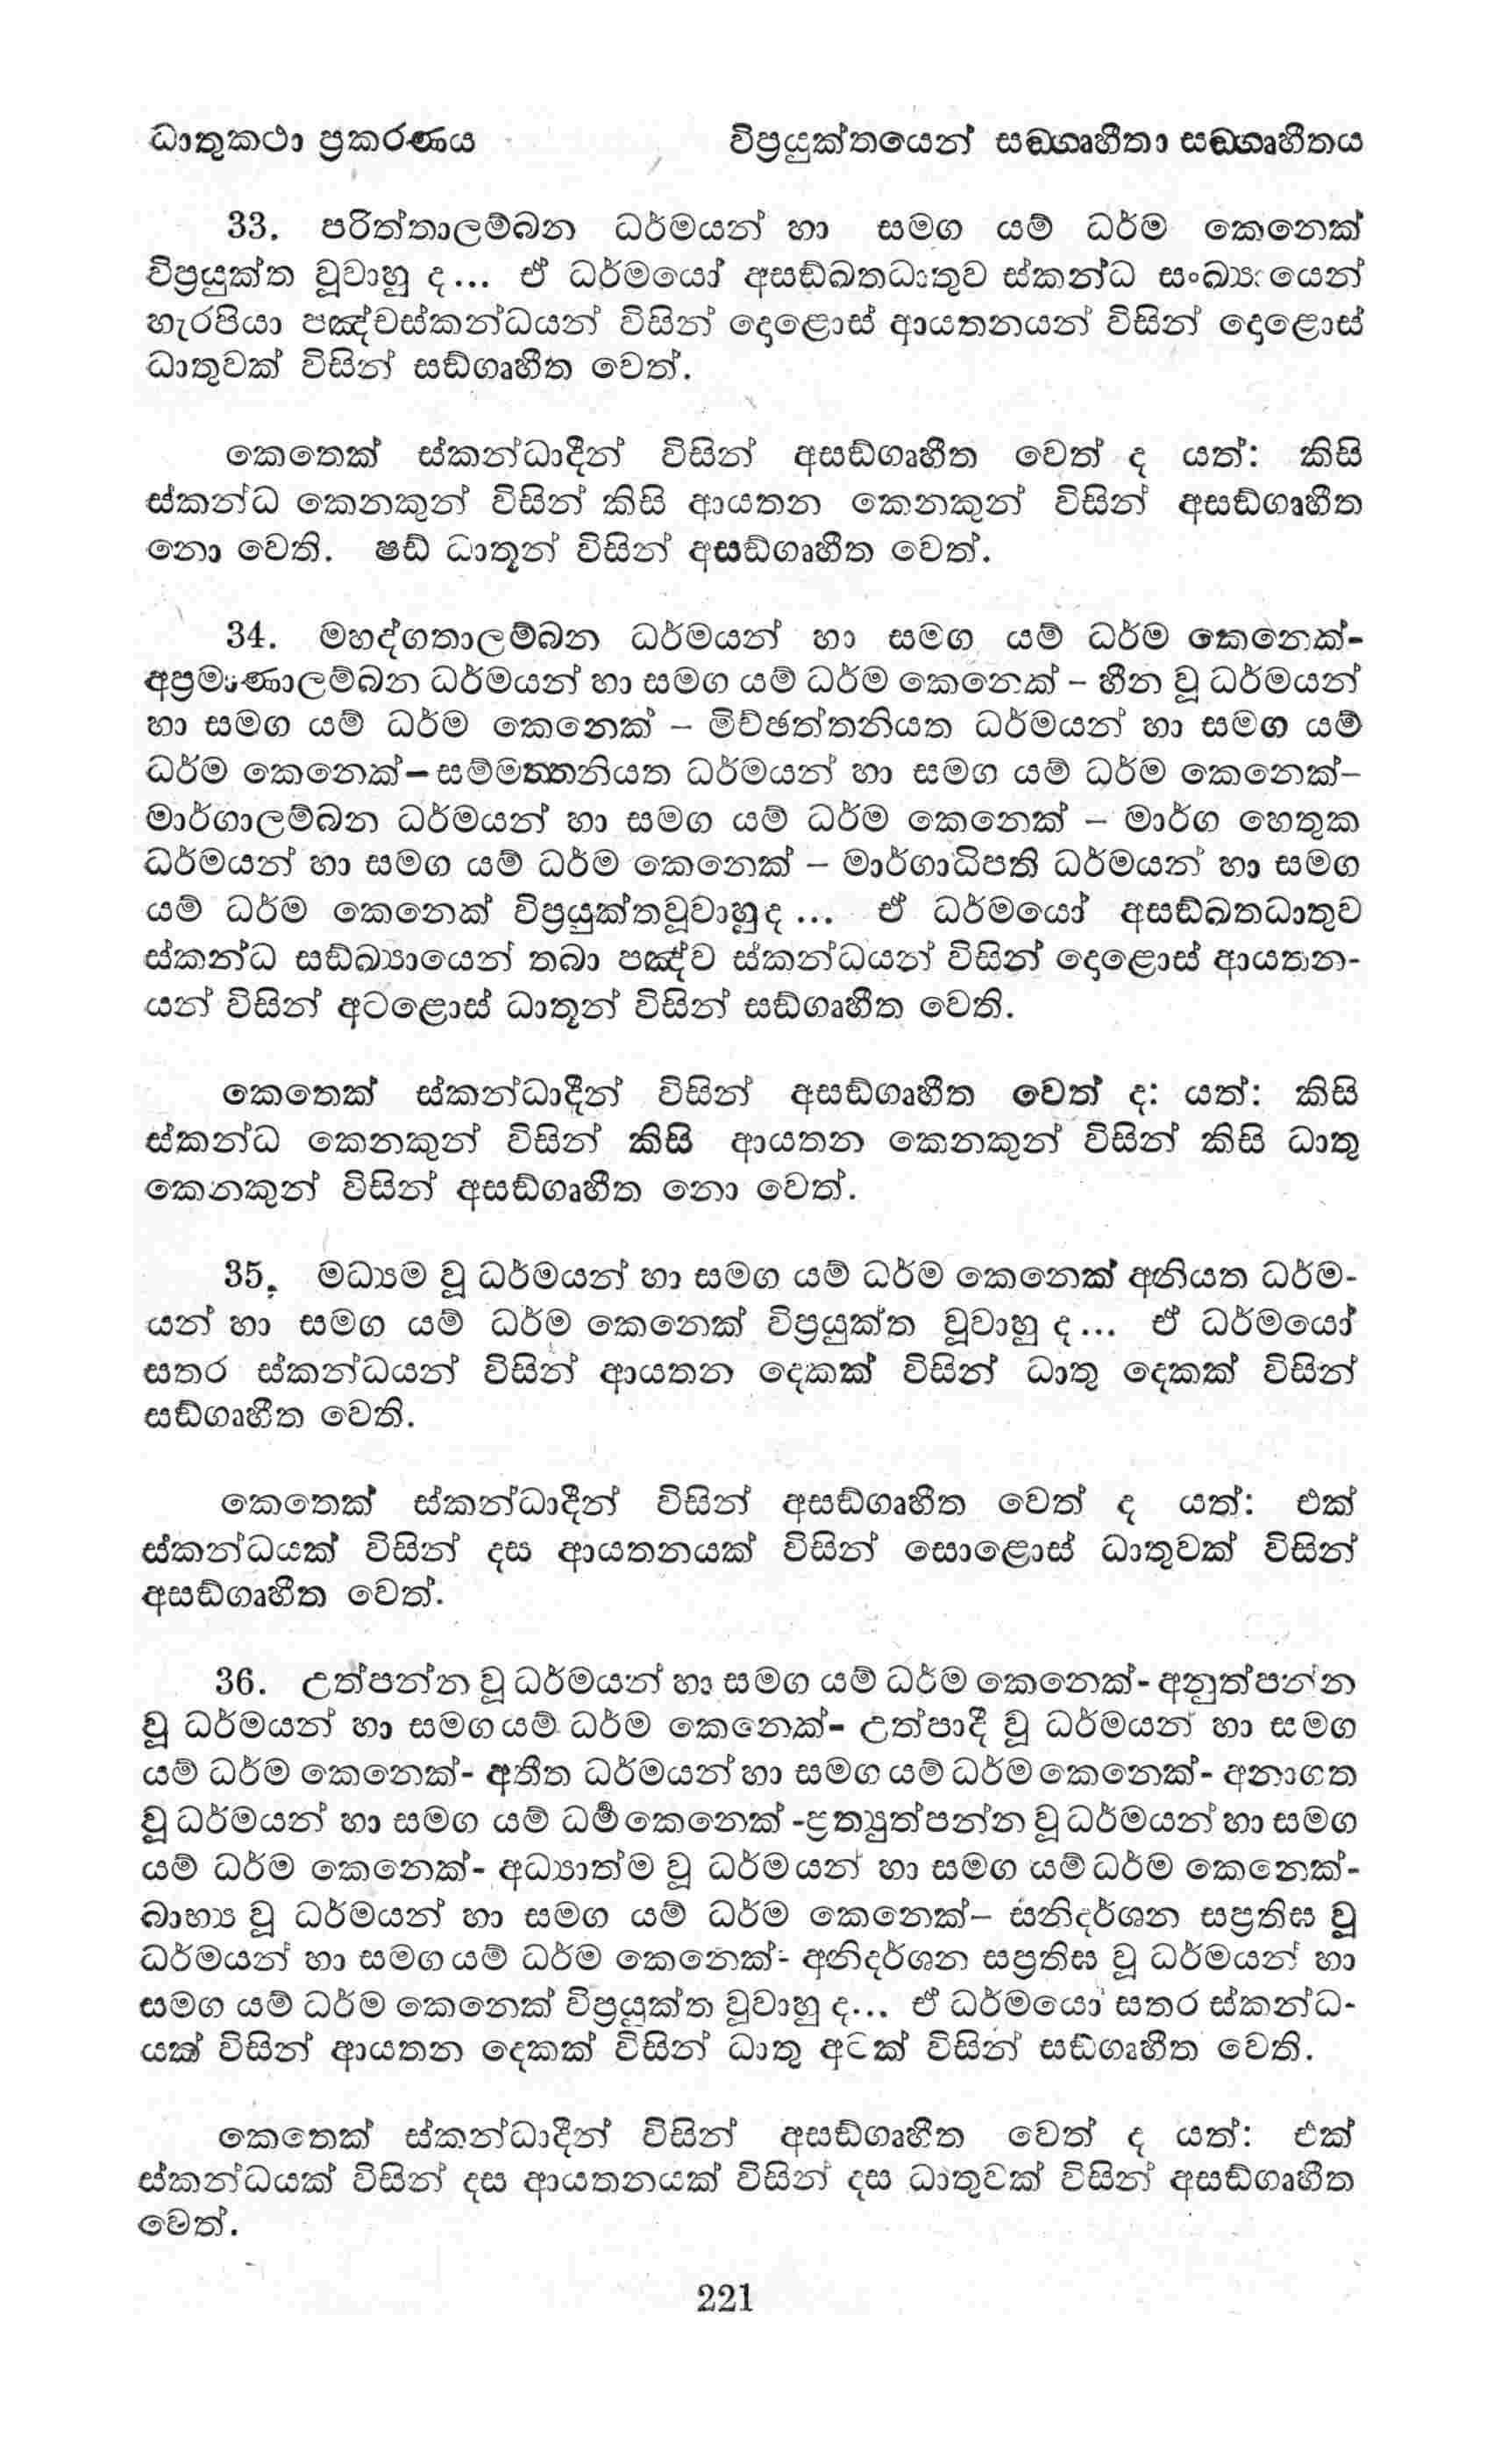 ධාතුකථා ප්‍රකරණය විප්‍රයුක්තයෙන් සඞ්ගෘහීතා සඞ්ගෘහීතය
33. පරිත්තාලම්බන ධර්මයන් හා සමග යම් ධර්ම කෙනෙක්
විප්‍රයුක්ත වූවාහු ද... ඒ ධර්මයෝ අසඞ්ඛතධාතුව ස්කන්ධ සංඛ්‍යායෙන්
හැරපියා පඤ්චස්කන්ධයන් විසින් දොළොස් ආයතනයන් විසින් දොළොස්
ධාතුවක් විසින් සඞ්ගෘහීත වෙත්.
කෙතෙක් ස්කන්ධාදීන් විසින් අසඞ්ගෘහීත වෙත් ද යත්: කිසි
ස්කන්ධ කෙනකුන් විසින් කිසි ආයතන කෙනකුන් විසින් අසඞ්ගෘහීත
නො වෙති. ෂඩ් ධාතූන් විසින් අසඞ්ගෘහීත වෙත්.
34. මහද්ගතාලම්බන ධර්මයන් හා සමග යම් ධර්ම කෙනෙක්-
අප්‍රමාණාලම්බන ධර්මයන් හා සමග යම් ධර්ම කෙනෙක් – හීන වූ ධර්මයන්
හා සමග යම් ධර්ම කෙනෙක් – මිච්ඡත්තනියත ධර්මයන් හා සමග යම්
ධර්ම කෙනෙක්–සම්මත්තනියත ධර්මයන් හා සමග යම් ධර්ම කෙනෙක්–
මාර්ගාලම්බන ධර්මයන් හා සමග යම් ධර්ම කෙනෙක් – මාර්ග හෙතුක
ධර්මයන් හා සමග යම් ධර්ම කෙනෙක් – මාර්ගාධිපති ධර්මයන් හා සමග
යම් ධර්ම කෙනෙක් විප්‍රයුක්තවූවාහුද ... ඒ ධර්මයෝ අසඞ්ඛතධාතුව
ස්කන්ධ සඞ්ඛ්‍යායෙන් තබා පඤ්ච ස්කන්ධයන් විසින් දොළොස් ආයතන-
යන් විසින් අටළොස් ධාතූන් විසින් සඞ්ගෘහීත වෙති.
කෙතෙක් ස්කන්ධාදීන් විසින් අසඞ්ගෘහීත වෙත් ද: යත්: කිසි
ස්කන්ධ කෙනකුන් විසින් කිසි ආයතන කෙනකුන් විසින් කිසි ධාතු
කෙනකුන් විසින් අසඞ්ගෘහීත නො වෙත්.
35. මධ්‍යම වූ ධර්මයන් හා සමග යම් ධර්ම කෙනෙක් අනියත ධර්ම-
යන් හා සමග යම් ධර්ම කෙනෙක් විප්‍රයුක්ත වූවාහු ද... ඒ ධර්මයෝ
සතර ස්කන්ධයන් විසින් ආයතන දෙකක් විසින් ධාතු දෙකක් විසින්
සඞ්ගෘහීත වෙති.
කෙතෙක් ස්කන්ධාදීන් විසින් අසඞ්ගෘහීත වෙත් ද යත්: එක්
ස්කන්ධයක් විසින් දස ආයතනයක් විසින් සොළොස් ධාතුවක් විසින්
අසඞ්ගෘහීත වෙත්.
36. උත්පන්න වූ ධර්මයන් හා සමග යම් ධර්ම කෙනෙක්- අනුත්පන්න
වූ ධර්මයන් හා සමග යම් ධර්ම කෙනෙක්- උත්පාදී වූ ධර්මයන් හා සමග
යම් ධර්ම කෙනෙක්- අතීත ධර්මයන් හා සමග යම් ධර්ම කෙනෙක්- අනාගත
වූ ධර්මයන් හා සමග යම් ධර්ම කෙනෙක් -ප්‍රත්‍යුත්පන්න වූ ධර්මයන් හා සමග
යම් ධර්ම කෙනෙක්- අධ්‍යාත්ම වූ ධර්මයන් හා සමග යම් ධර්ම කෙනෙක්-
බාහ්‍ය වූ ධර්මයන් හා සමග යම් ධර්ම කෙනෙක්– සනිදර්ශන සප්‍රතිඝ වූ
ධර්මයන් හා සමග යම් ධර්ම කෙනෙක්- අනිදර්ශන සප්‍රතිඝ වූ ධර්මයන් හා
සමග යම් ධර්ම කෙනෙක් විප්‍රයුක්ත වූවාහු ද... ඒ ධර්මයෝ සතර ස්කන්ධ-
යක් විසින් ආයතන දෙකක් විසින් ධාතු අටක් විසින් සඞ්ගෘහීත වෙති.
කෙතෙක් ස්කන්ධාදීන් විසින් අසඞ්ගෘහීත වෙත් ද යත්: එක්
ස්කන්ධයක් විසින් දස ආයතනයක් විසින් දස ධාතුවක් විසින් අසඞ්ගෘහීත
වෙත්.
221